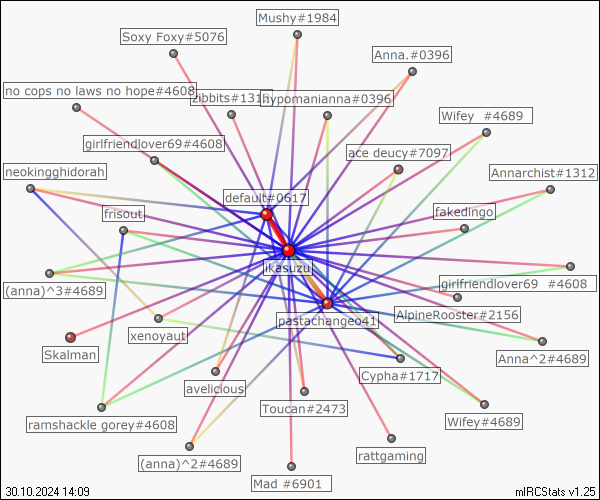 Mushy#1984
Soxy Foxy#5076
Anna.#0396
no cops no laws no hope#4608
zibbits#1312
hypomanianna#0396
Wifey  #4689
girlfriendlover69#4608
ace deucy#7097
neokingghidorah
Annarchist#1312
default#0617
frisout
fakedingo
ikasuzu
(anna)^3#4689
girlfriendlover69  #4608
AlpineRooster#2156
pastachangeo41
xenoyaut
Skalman
Anna^2#4689
Cypha#1717
avelicious
Toucan#2473
ramshackle gorey#4608
Wifey#4689
rattgaming
(anna)^2#4689
Mad #6901
30.10.2024 14:09
mIRCStats v1.25